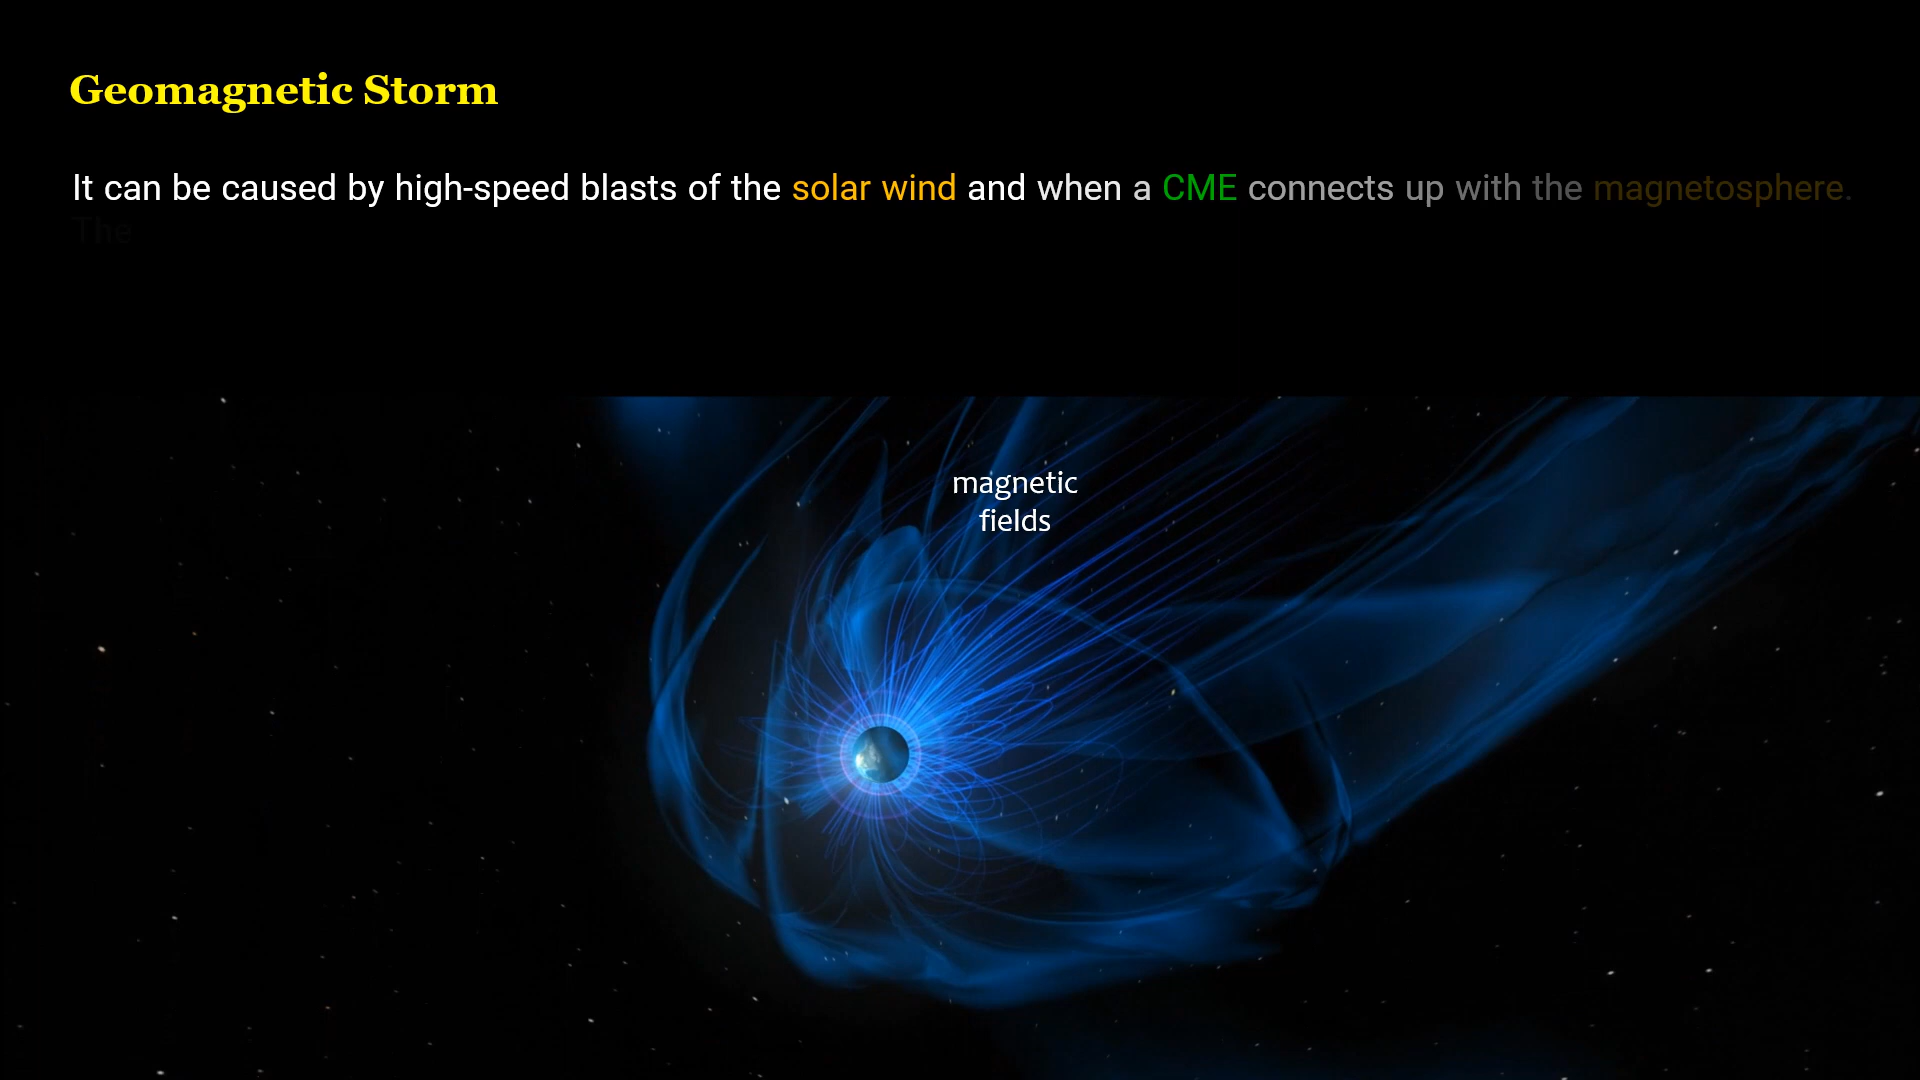 Geomagnetic Storm
It can be caused by high-speed blasts of the solar wind and when a CME connects up with the magnetosphere.
The
magnetic
fields